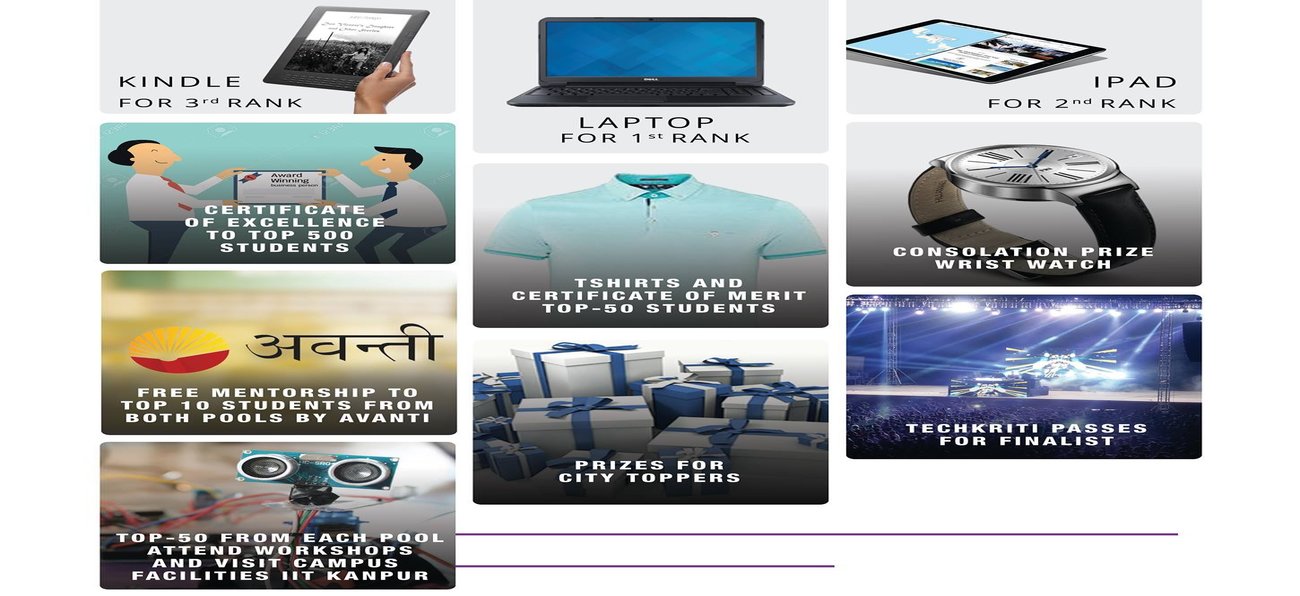 KINDLE
FOR 3rd RANK
DELL
LAPTOP
FOR 1st RANK
IPAD
FOR 2nd RANK
Award
Winning
business person
CERTIFICATE
OF EXCELLENCE
TO TOP 500
STUDENTS
TSHIRTS AND
CERTIFICATE OF MERIT
TOP-50 STUDENTS
CONSOLATION PRIZE
WRIST WATCH
अवन्ती
FREE MENTORSHIP TO
TOP 10 STUDENTS FROM
BOTH POOLS BY AVANTI
PRIZES FOR
CITY TOPPERS
TECHKRITI PASSES
FOR FINALIST
TOP-50 FROM EACH POOL
ATTEND WORKSHOPS
AND VISIT CAMPUS
FACILITIES IIT KANPUR